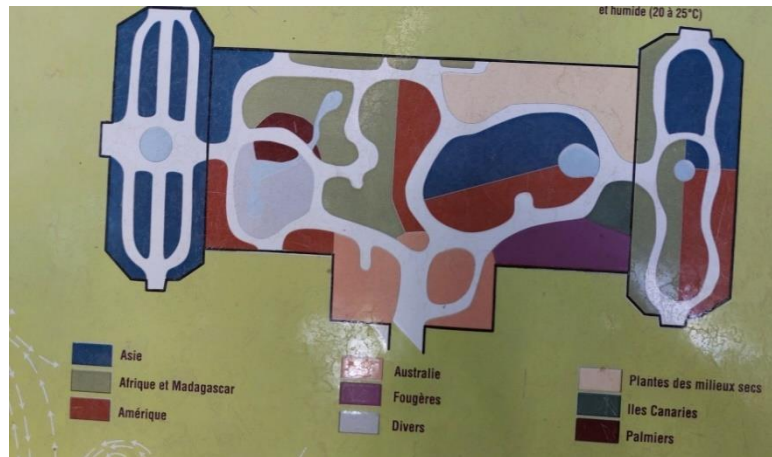 et humide (20 à 25°C)
Asie
Afrique et Madagascar
Amérique
Australie
Fougères
Divers
Plantes des milieux secs
Iles Canaries
Palmiers